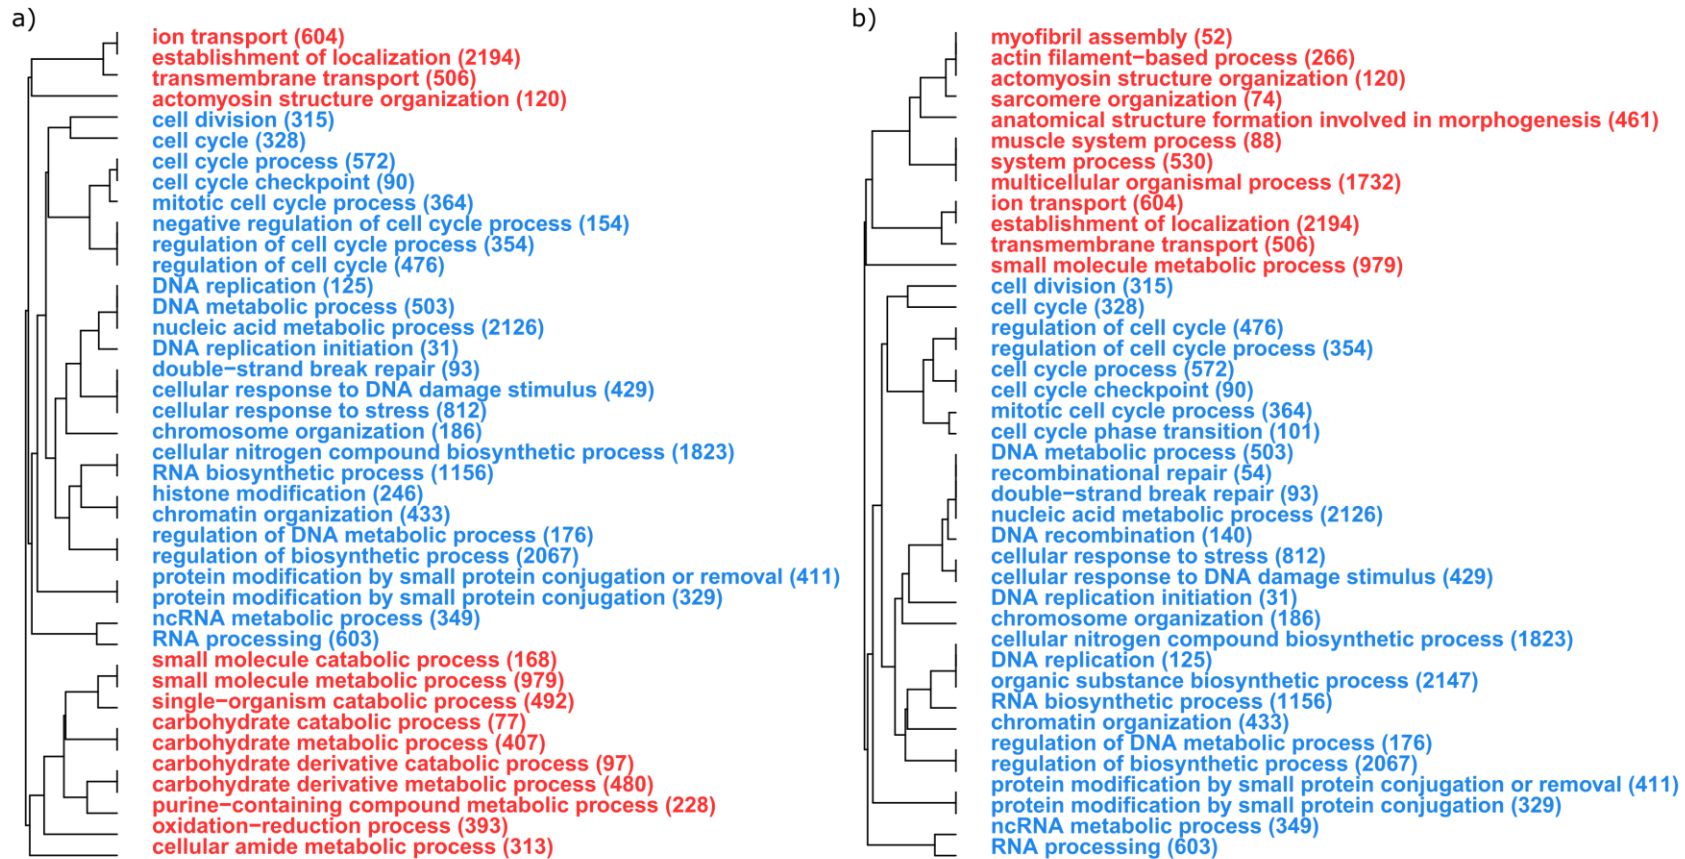 a)
ion transport (604)
establishment of localization (2194)
transmembrane transport (506)
actomyosin structure organization (120)
cell division (315)
cell cycle (328)
cell cycle process (572)
cell cycle checkpoint (90)
mitotic cell cycle process (364)
negative regulation of cell cycle process (154)
regulation of cell cycle process (354)
regulation of cell cycle (476)
DNA replication (125)
DNA metabolic process (503)
nucleic acid metabolic process (2126)
DNA replication initiation (31)
double−strand break repair (93)
cellular response to DNA damage stimulus (429)
cellular response to stress (812)
chromosome organization (186)
cellular nitrogen compound biosynthetic process (1823)
RNA biosynthetic process (1156)
histone modification (246)
chromatin organization (433)
regulation of DNA metabolic process (176)
regulation of biosynthetic process (2067)
protein modification by small protein conjugation or removal (411)
protein modification by small protein conjugation (329)
ncRNA metabolic process (349)
RNA processing (603)
small molecule catabolic process (168)
small molecule metabolic process (979)
single−organism catabolic process (492)
carbohydrate catabolic process (77)
carbohydrate metabolic process (407)
carbohydrate derivative catabolic process (97)
carbohydrate derivative metabolic process (480)
purine−containing compound metabolic process (228)
oxidation−reduction process (393)
cellular amide metabolic process (313)
b)
myofibril assembly (52)
actin filament−based process (266)
actomyosin structure organization (120)
sarcomere organization (74)
anatomical structure formation involved in morphogenesis (461)
muscle system process (88)
system process (530)
multicellular organismal process (1732)
ion transport (604)
establishment of localization (2194)
transmembrane transport (506)
small molecule metabolic process (979)
cell division (315)
cell cycle (328)
regulation of cell cycle (476)
regulation of cell cycle process (354)
cell cycle process (572)
cell cycle checkpoint (90)
mitotic cell cycle process (364)
cell cycle phase transition (101)
DNA metabolic process (503)
recombinational repair (54)
double−strand break repair (93)
nucleic acid metabolic process (2126)
DNA recombination (140)
cellular response to stress (812)
cellular response to DNA damage stimulus (429)
DNA replication initiation (31)
chromosome organization (186)
cellular nitrogen compound biosynthetic process (1823)
DNA replication (125)
organic substance biosynthetic process (2147)
RNA biosynthetic process (1156)
chromatin organization (433)
regulation of DNA metabolic process (176)
regulation of biosynthetic process (2067)
protein modification by small protein conjugation or removal (411)
protein modification by small protein conjugation (329)
ncRNA metabolic process (349)
RNA processing (603)